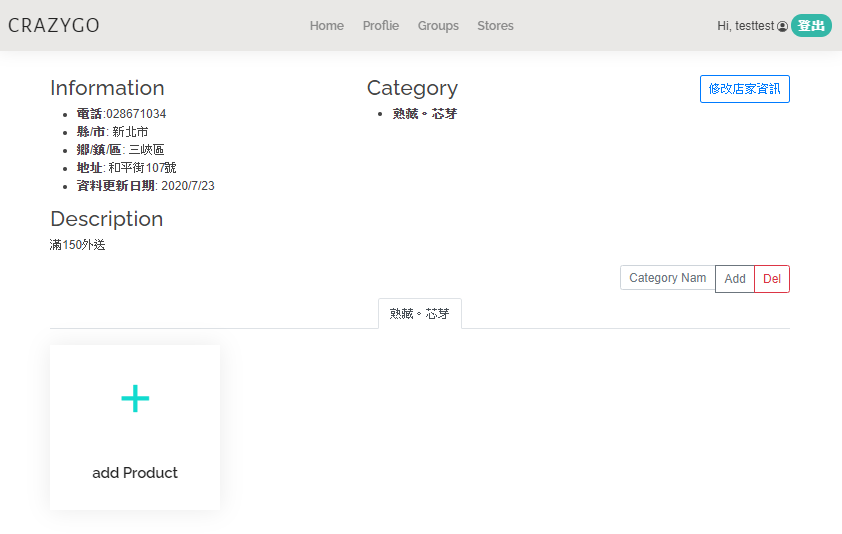 CRAZYGO
Home Proflie Groups Stores
Hi, testtest 登出
Information
電話:028671034
縣/市: 新北市
鄉/鎮/區: 三峽區
地址: 和平街107號
資料更新日期: 2020/7/23
Category
熟藏。芯芽
修改店家資訊
Description
滿150外送
Category Nam Add Del
熟藏。芯芽
add Product